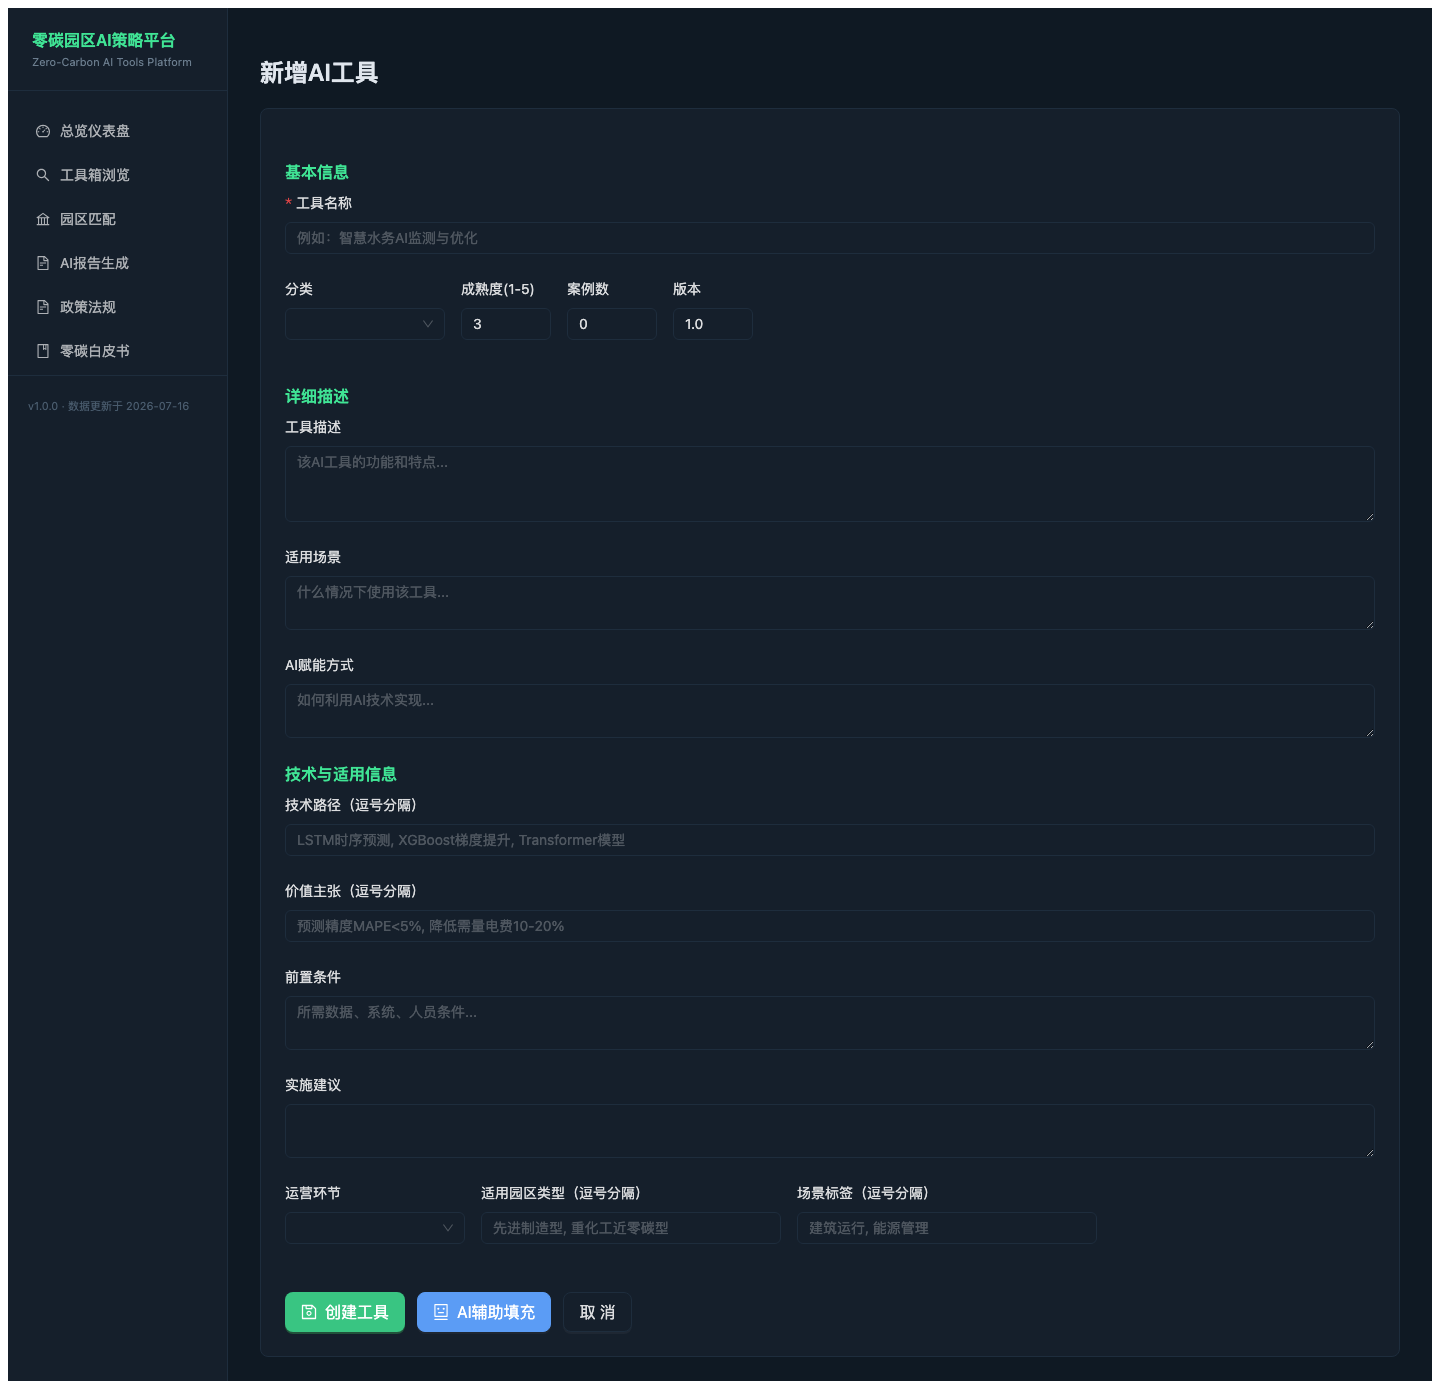 零碳园区AI策略平台
Zero-Carbon AI Tools Platform
总览仪表盘
工具箱浏览
园区匹配
AI报告生成
政策法规
零碳白皮书
v1.0.0 · 数据更新于 2026-07-16
新增AI工具
基本信息
* 工具名称
例如：智慧水务AI监测与优化
分类 成熟度(1-5) 案例数 版本
3 0 1.0
详细描述
工具描述
该AI工具的功能和特点...
适用场景
什么情况下使用该工具...
AI赋能方式
如何利用AI技术实现...
技术与适用信息
技术路径（逗号分隔）
LSTM时序预测, XGBoost梯度提升, Transformer模型
价值主张（逗号分隔）
预测精度MAPE<5%, 降低需量电费10-20%
前置条件
所需数据、系统、人员条件...
实施建议
运营环节 适用园区类型（逗号分隔） 场景标签（逗号分隔）
先进制造型, 重化工近零碳型 建筑运行, 能源管理
创建工具 AI辅助填充 取 消